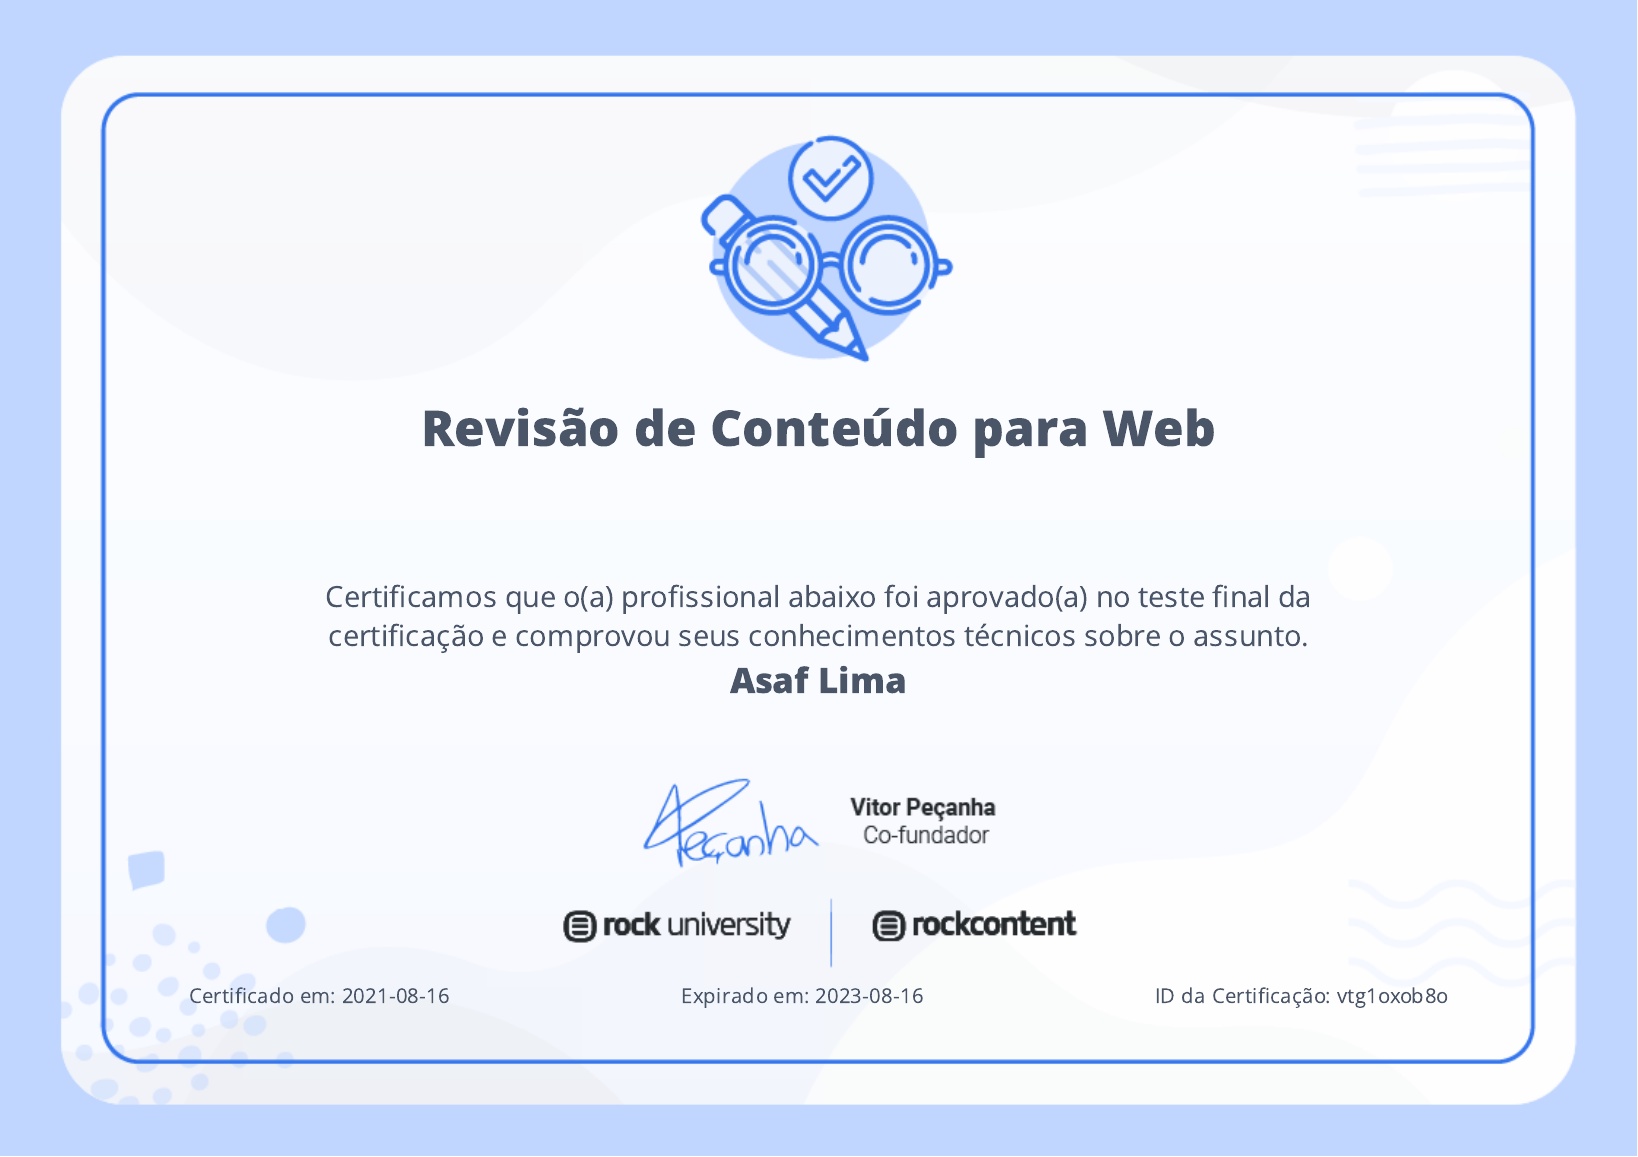 Revisão de Conteúdo para Web
Certificamos que o(a) profissional abaixo foi aprovado(a) no teste final da
certificação e comprovou seus conhecimentos técnicos sobre o assunto.
Asaf Lima
Peçanha
Vitor Peçanha
Co-fundador
rock university
rockcontent
Certificado em: 2021-08-16
Expirado em: 2023-08-16
ID da Certificação: vtg1oxob8o